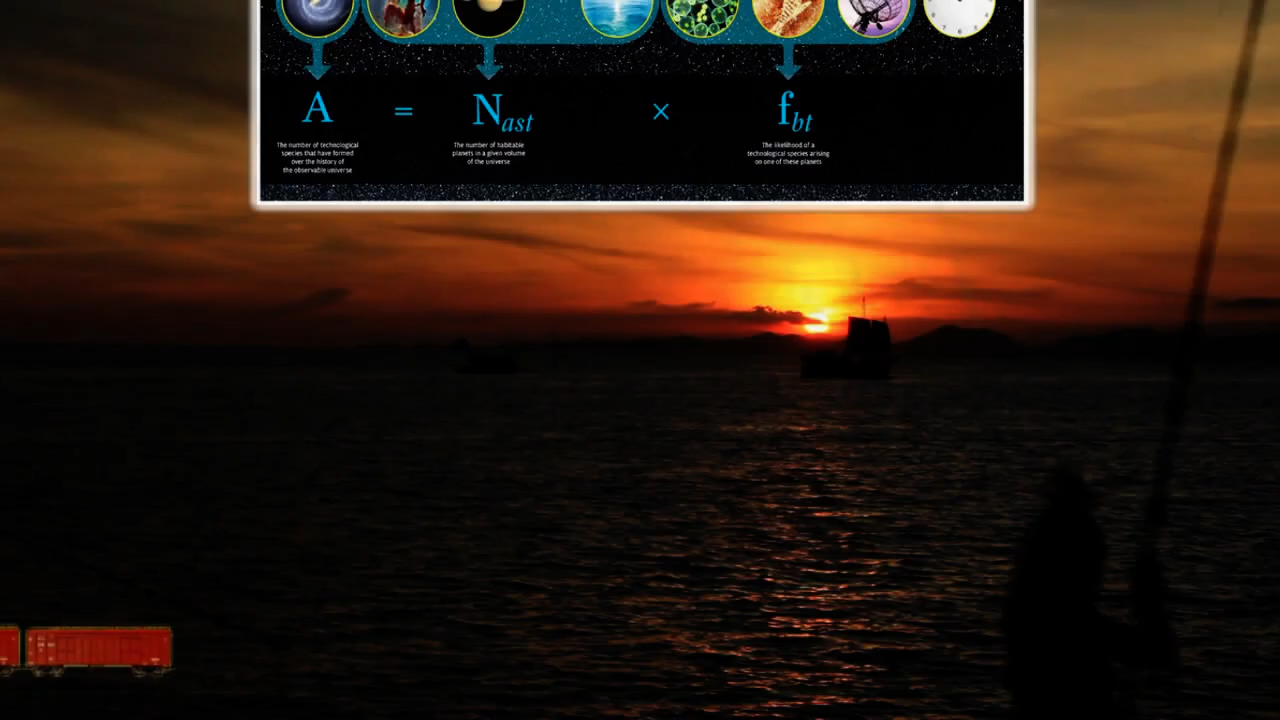 A = N ast × f bt
The number of technological
species that have formed
over the history of
the observable universe
The number of habitable
planets in a given volume
of the universe
The likelihood of a
technological species arising
on one of these planets